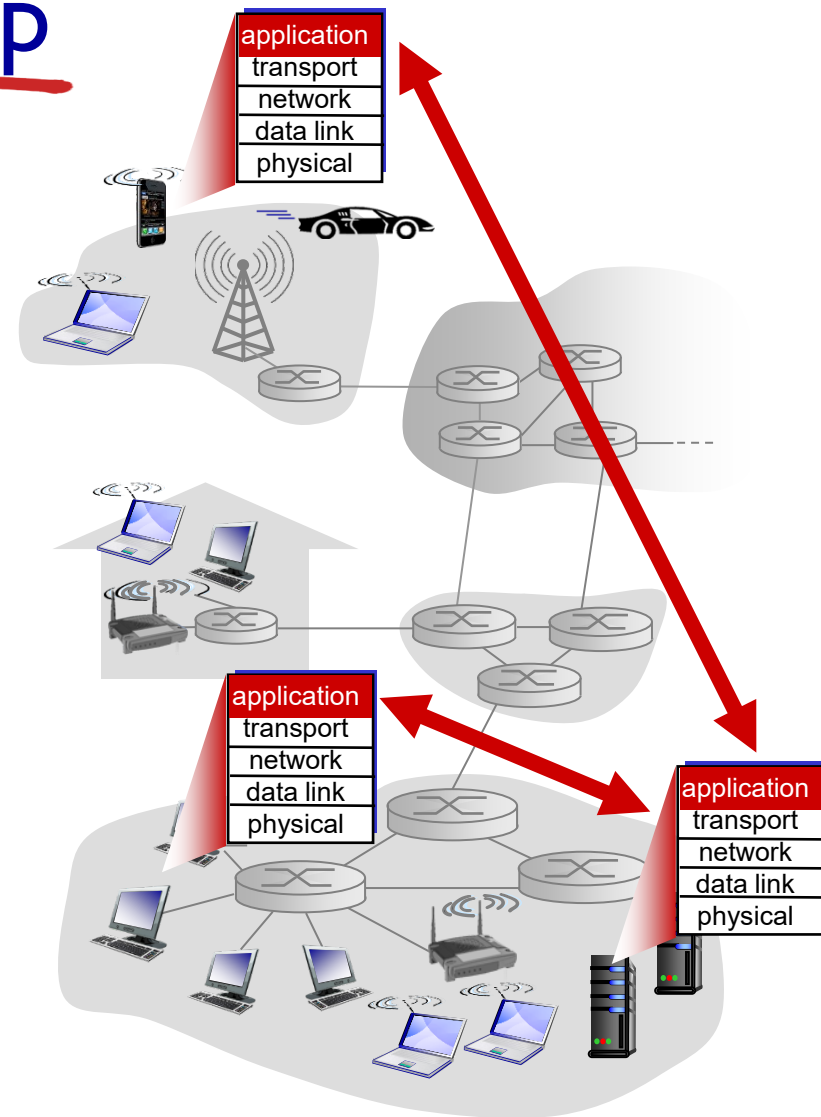 p
application
transport
network
data link
physical
application
transport
network
data link
physical
application
transport
network
data link
physical